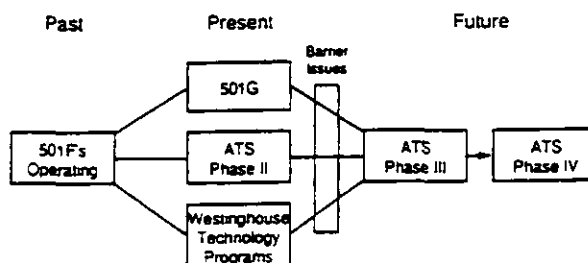 Past
Present
Future
Barrier
Issues
501G
501F's
Operating
ATS
Phase II
ATS
Phase III
ATS
Phase IV
Westinghouse
Technology
Programs